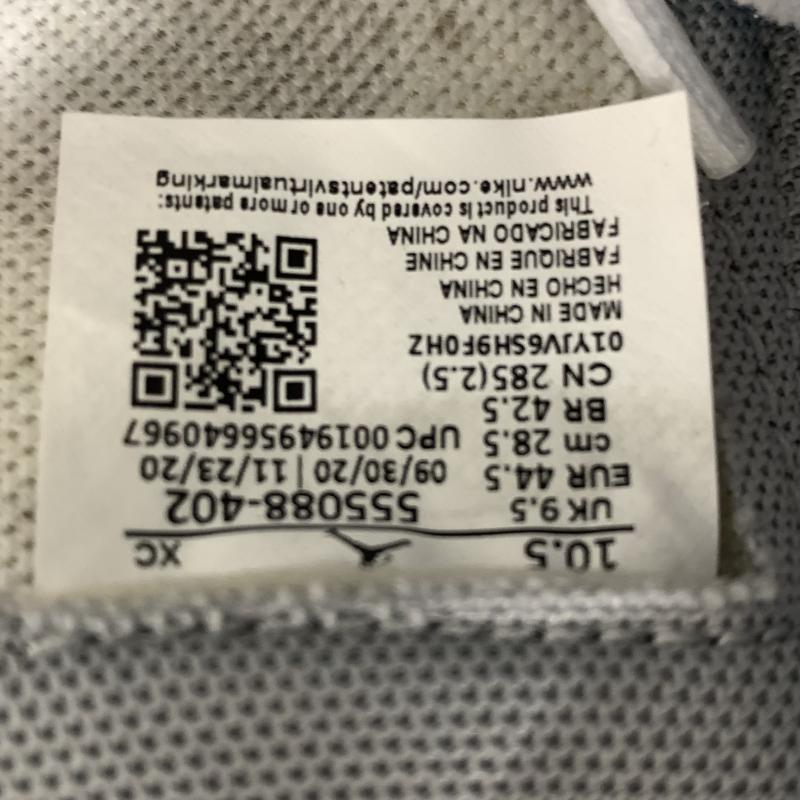 10.5 XC
UK 9.5 555088-402
EUR 44.5 09/30/20 | 11/23/20
cm 28.5 UPC 00194956640967
BR 42.5
CN 285(2.5)
01YJV6SH9F0HZ
MADE IN CHINA
HECHO EN CHINA
FABRIQUE EN CHINE
FABRICADO NA CHINA
This product is covered by one or more patents:
www.nike.com/patentsvirtualmarking